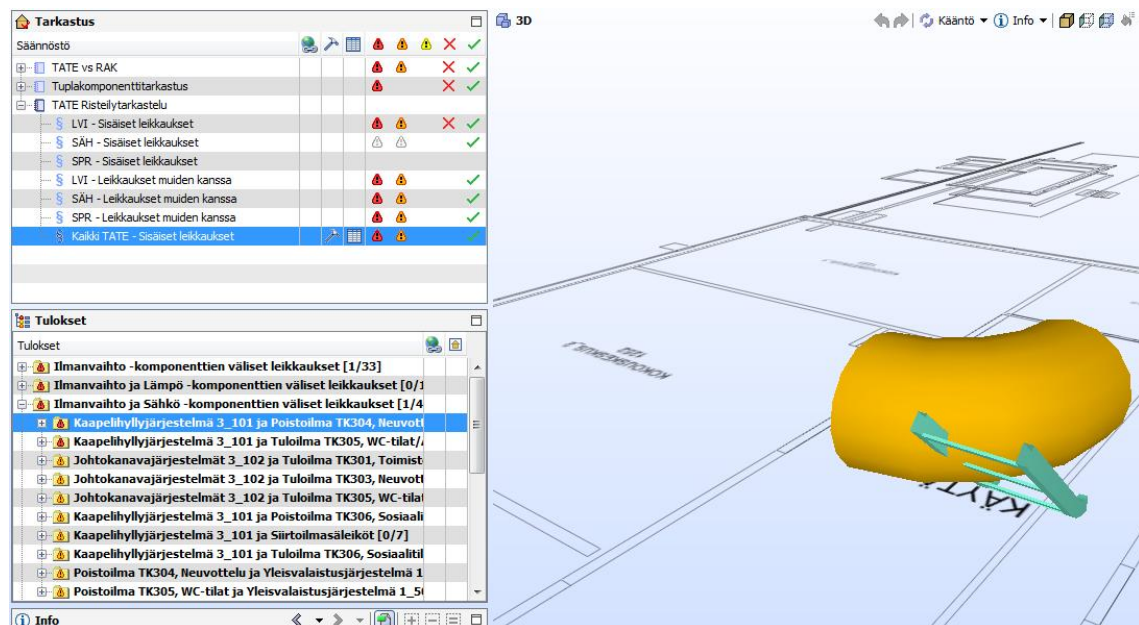 Tarkastus
Säännöstö
TATE vs RAK
Tuplakomponenttitarkastus
TATE Risteilytarkastelu
§ LVI - Sisäiset leikkaukset
§ SÄH - Sisäiset leikkaukset
§ SPR - Sisäiset leikkaukset
§ LVI - Leikkaukset muiden kanssa
§ SÄH - Leikkaukset muiden kanssa
§ SPR - Leikkaukset muiden kanssa
§ Kaikki TATE - Sisäiset leikkaukset
Tulokset
Tulokset
Ilmanvaihto -komponenttien väliset leikkaukset [1/33]
Ilmanvaihto ja Lämpö -komponenttien väliset leikkaukset [0/1
Ilmanvaihto ja Sähkö -komponenttien väliset leikkaukset [1/4
Kaapelihyllyjärjestelmä 3_101 ja Poistoilma TK304, Neuvott
Kaapelihyllyjärjestelmä 3_101 ja Tuloilma TK305, WC-tilat/
Johtokanavajärjestelmät 3_102 ja Tuloilma TK301, Toimist
Johtokanavajärjestelmät 3_102 ja Tuloilma TK303, Neuvott
Johtokanavajärjestelmät 3_102 ja Tuloilma TK305, WC-tilat
Kaapelihyllyjärjestelmä 3_101 ja Poistoilma TK306, Sosiaali
Kaapelihyllyjärjestelmä 3_101 ja Siirtoilmasäleiköt [0/7]
Kaapelihyllyjärjestelmä 3_101 ja Tuloilma TK306, Sosiaalitil
Poistoilma TK304, Neuvottelu ja Yleisvalaistusjärjestelmä 1
Poistoilma TK305, WC-tilat ja Yleisvalaistusjärjestelmä 1_5
Info
3D
Kääntö
Info
KÄYTÄ